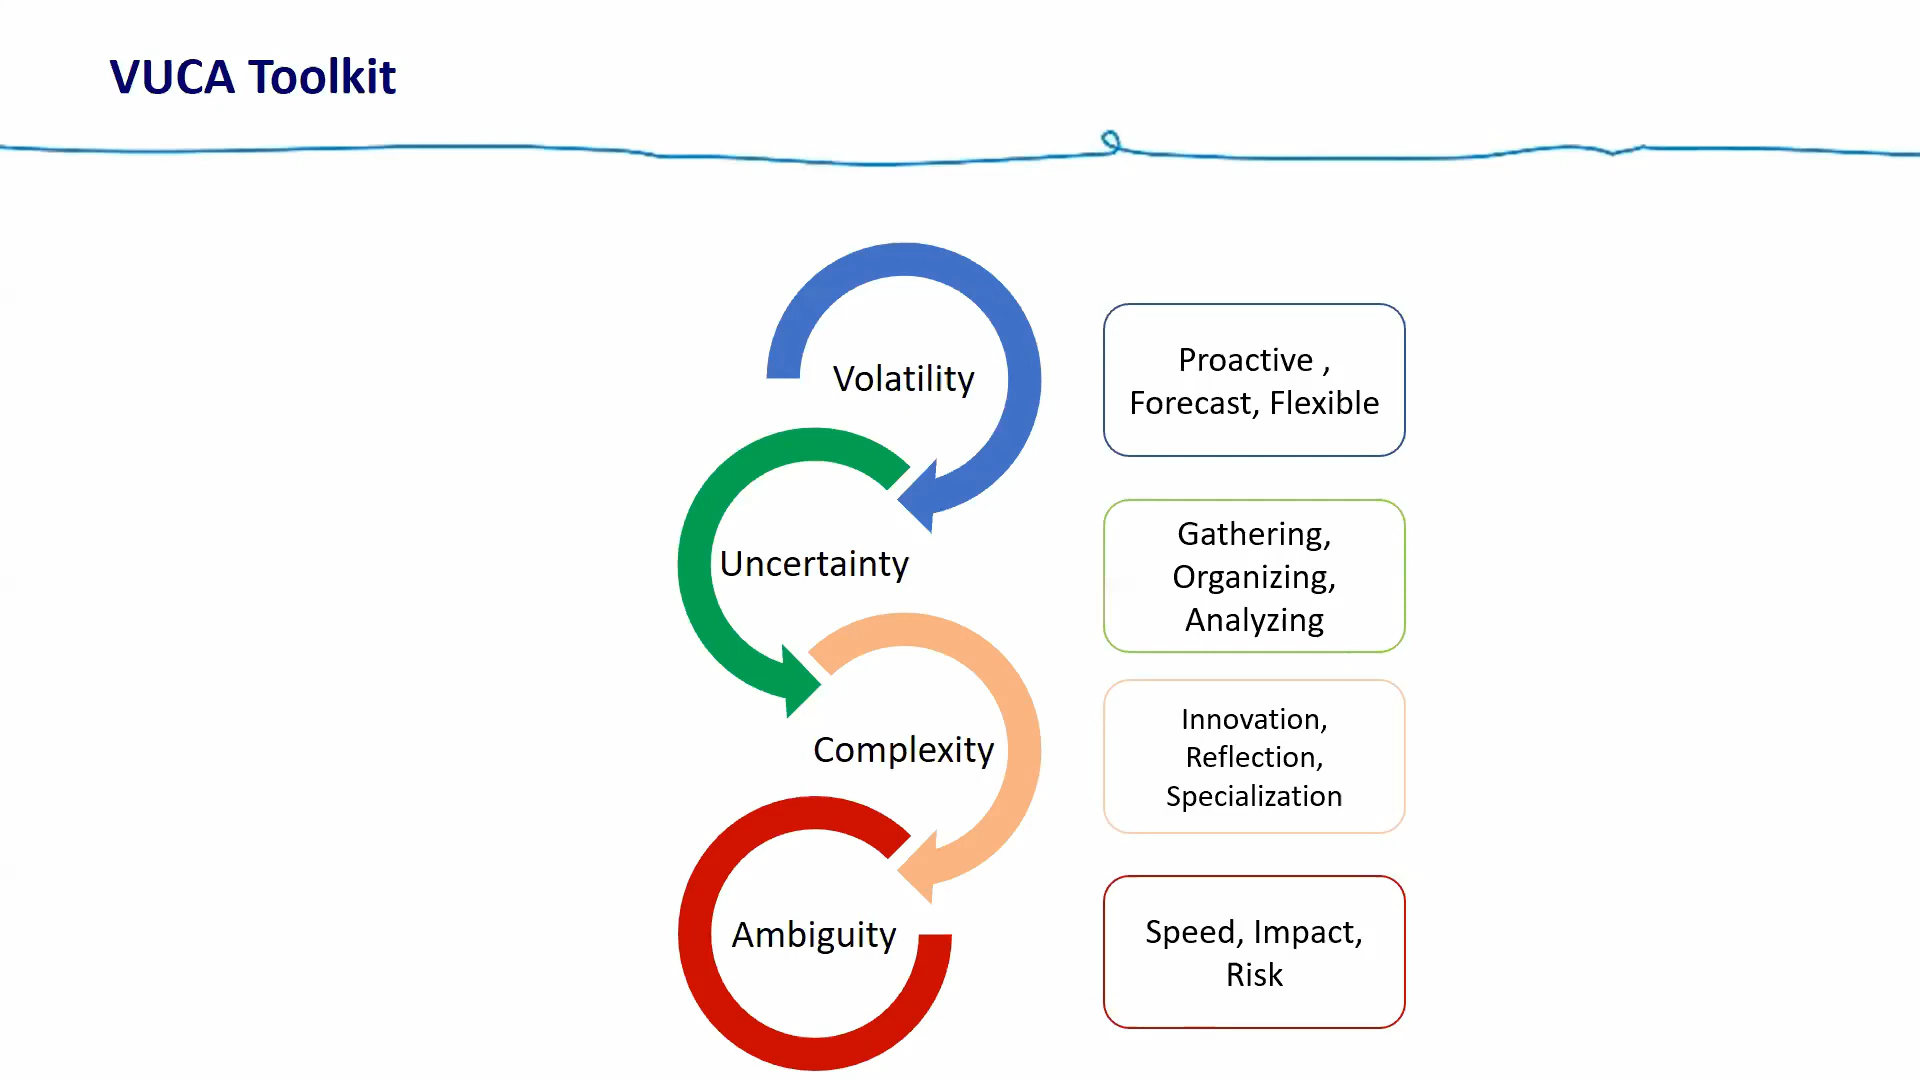 VUCA Toolkit
Volatility
Proactive ,
Forecast, Flexible
Uncertainty
Gathering,
Organizing,
Analyzing
Complexity
Innovation,
Reflection,
Specialization
Ambiguity
Speed, Impact,
Risk